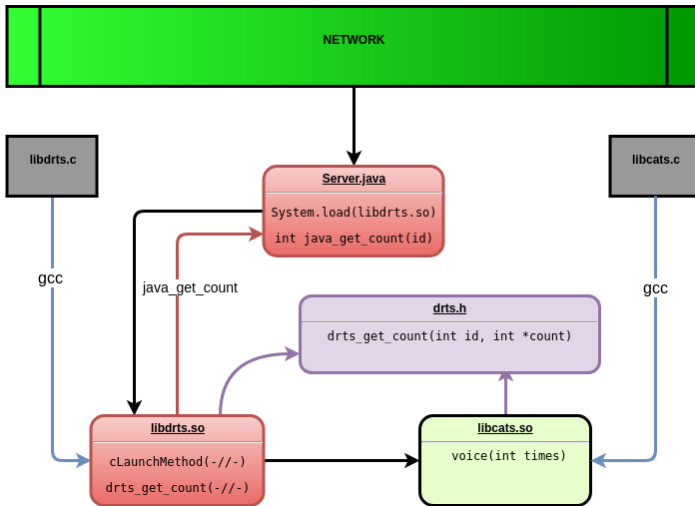 NETWORK
libdrts.c
libcats.c
Server.java
System.load(libdrts.so)
int java_get_count(id)
gcc
java_get_count
gcc
drts.h
drts_get_count(int id, int *count)
libdrts.so
cLaunchMethod(-//-)
drts_get_count(-//-)
libcats.so
voice(int times)